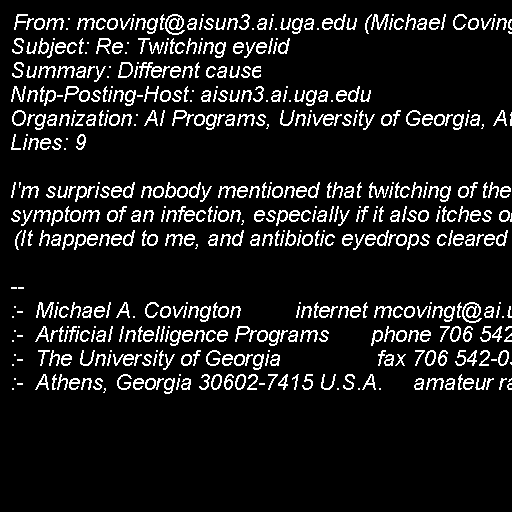 From: mcovingt@aisun3.ai.uga.edu (Michael Coving
Subject: Re: Twitching eyelid
Summary: Different cause
Nntp-Posting-Host: aisun3.ai.uga.edu
Organization: AI Programs, University of Georgia, At
Lines: 9

I'm surprised nobody mentioned that twitching of the
symptom of an infection, especially if it also itches o
(It happened to me, and antibiotic eyedrops cleared

--
:-  Michael A. Covington         internet mcovingt@ai.u
:-  Artificial Intelligence Programs       phone 706 542
:-  The University of Georgia                fax 706 542-0
:-  Athens, Georgia 30602-7415 U.S.A.     amateur ra